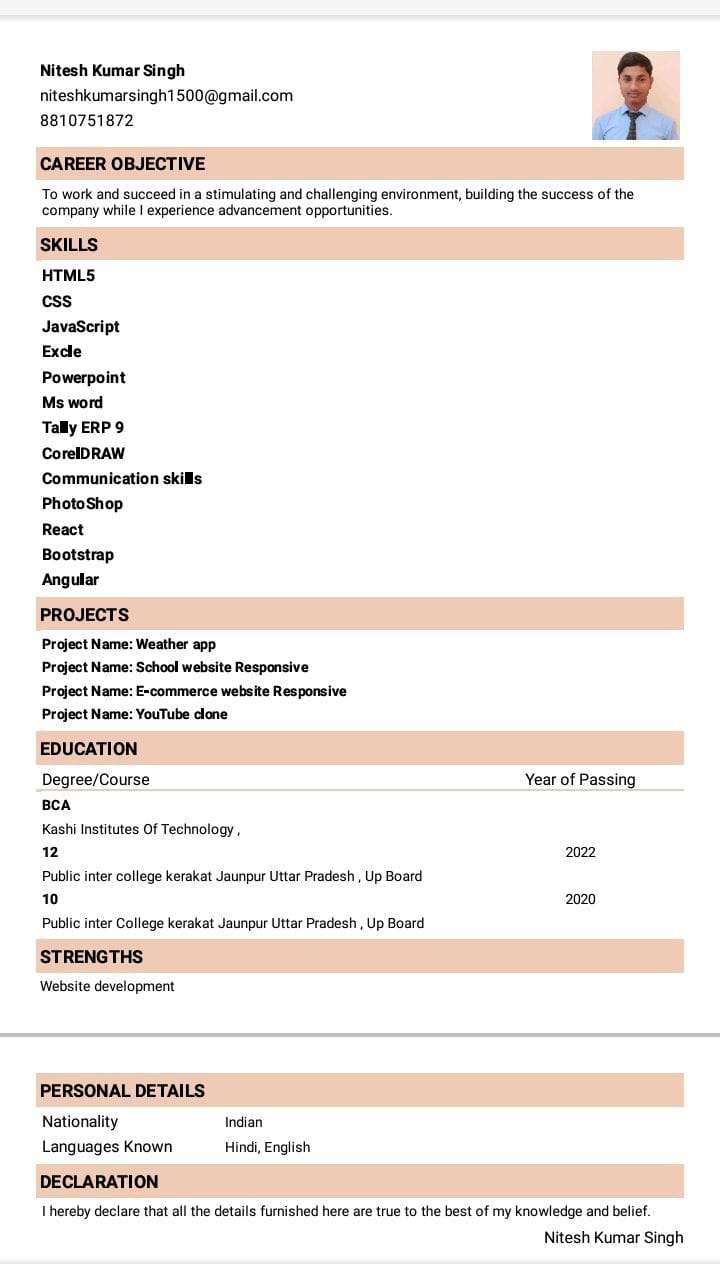 Nitesh Kumar Singh
niteshkumarsingh1500@gmail.com
8810751872
CAREER OBJECTIVE
To work and succeed in a stimulating and challenging environment, building the success of the
company while I experience advancement opportunities.
SKILLS
HTML5
CSS
JavaScript
Excle
Powerpoint
Ms word
Tally ERP 9
CorelDRAW
Communication skills
PhotoShop
React
Bootstrap
Angular
PROJECTS
Project Name: Weather app
Project Name: School website Responsive
Project Name: E-commerce website Responsive
Project Name: YouTube clone
EDUCATION
Degree/Course Year of Passing
BCA
Kashi Institutes Of Technology ,
12 2022
Public inter college kerakat Jaunpur Uttar Pradesh , Up Board
10 2020
Public inter College kerakat Jaunpur Uttar Pradesh , Up Board
STRENGTHS
Website development
PERSONAL DETAILS
Nationality Indian
Languages Known Hindi, English
DECLARATION
I hereby declare that all the details furnished here are true to the best of my knowledge and belief.
Nitesh Kumar Singh